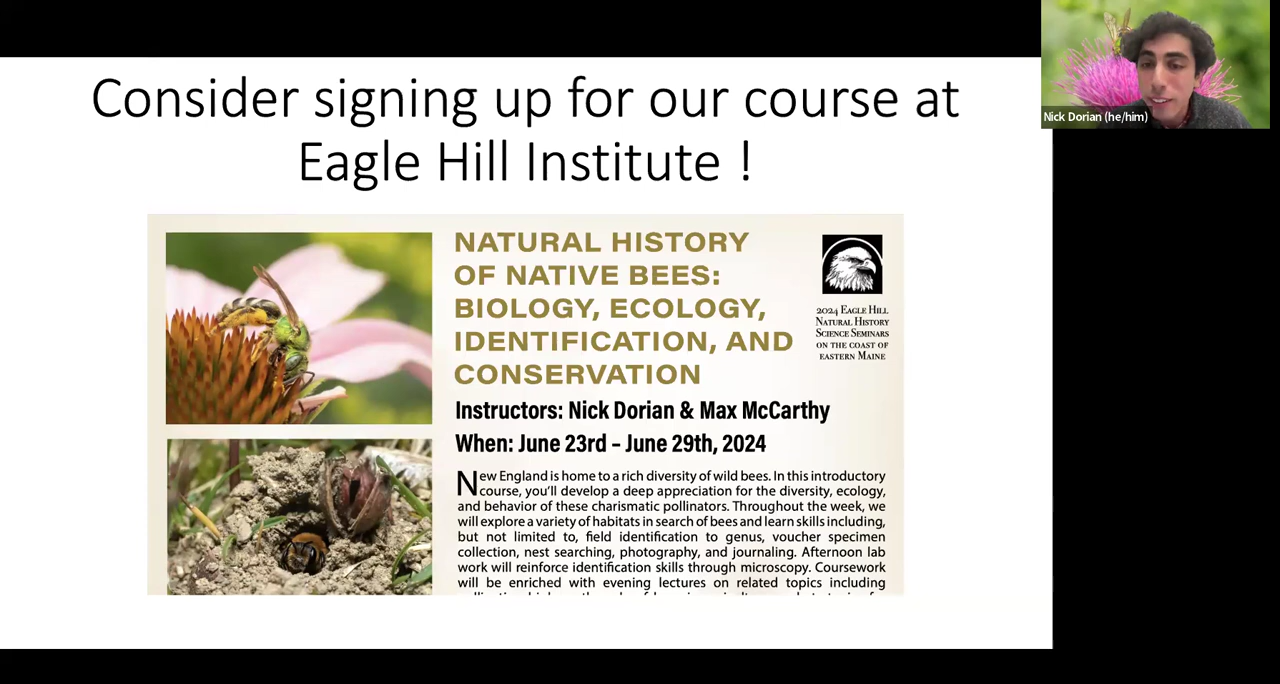 Consider signing up for our course at
Eagle Hill Institute !
Nick Dorian (he/him)
NATURAL HISTORY
OF NATIVE BEES:
BIOLOGY, ECOLOGY,
IDENTIFICATION, AND
CONSERVATION
2024 EAGLE HILL
NATURAL HISTORY
SCIENCE SEMINARS
ON THE COAST OF
EASTERN MAINE
Instructors: Nick Dorian & Max McCarthy
When: June 23rd – June 29th, 2024
New England is home to a rich diversity of wild bees. In this introductory
course, you'll develop a deep appreciation for the diversity, ecology,
and behavior of these charismatic pollinators. Throughout the week, we
will explore a variety of habitats in search of bees and learn skills including,
but not limited to, field identification to genus, voucher specimen
collection, nest searching, photography, and journaling. Afternoon lab
work will reinforce identification skills through microscopy. Coursework
will be enriched with evening lectures on related topics including